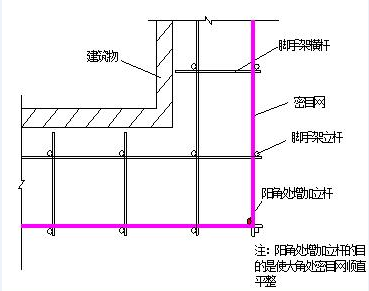 建筑物
脚手架横杆
密目网
脚手架立杆
阳角处增加立杆
注：阳角处增加立杆的目
的是使大角处密目网顺直
平整